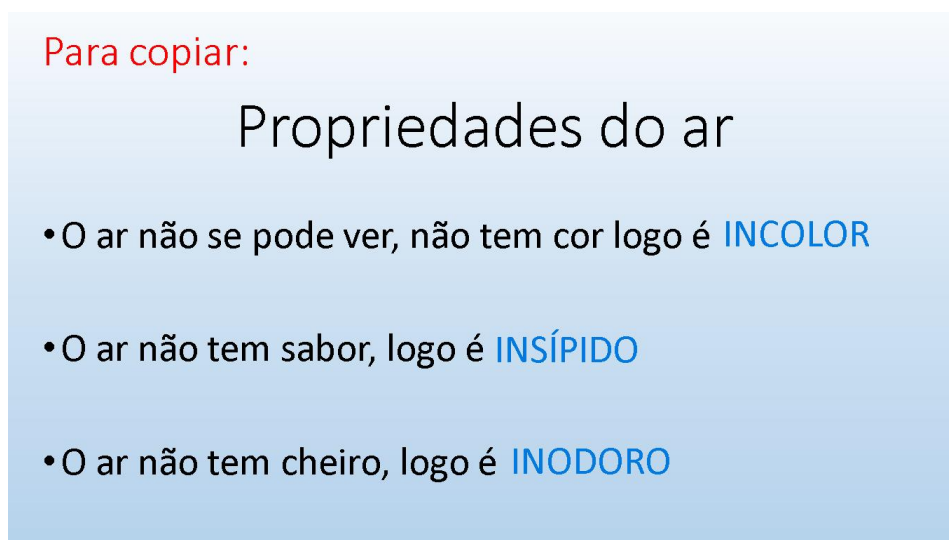 Para copiar:
Propriedades do ar
• O ar não se pode ver, não tem cor logo é INCOLOR
• O ar não tem sabor, logo é INSÍPIDO
• O ar não tem cheiro, logo é INODORO